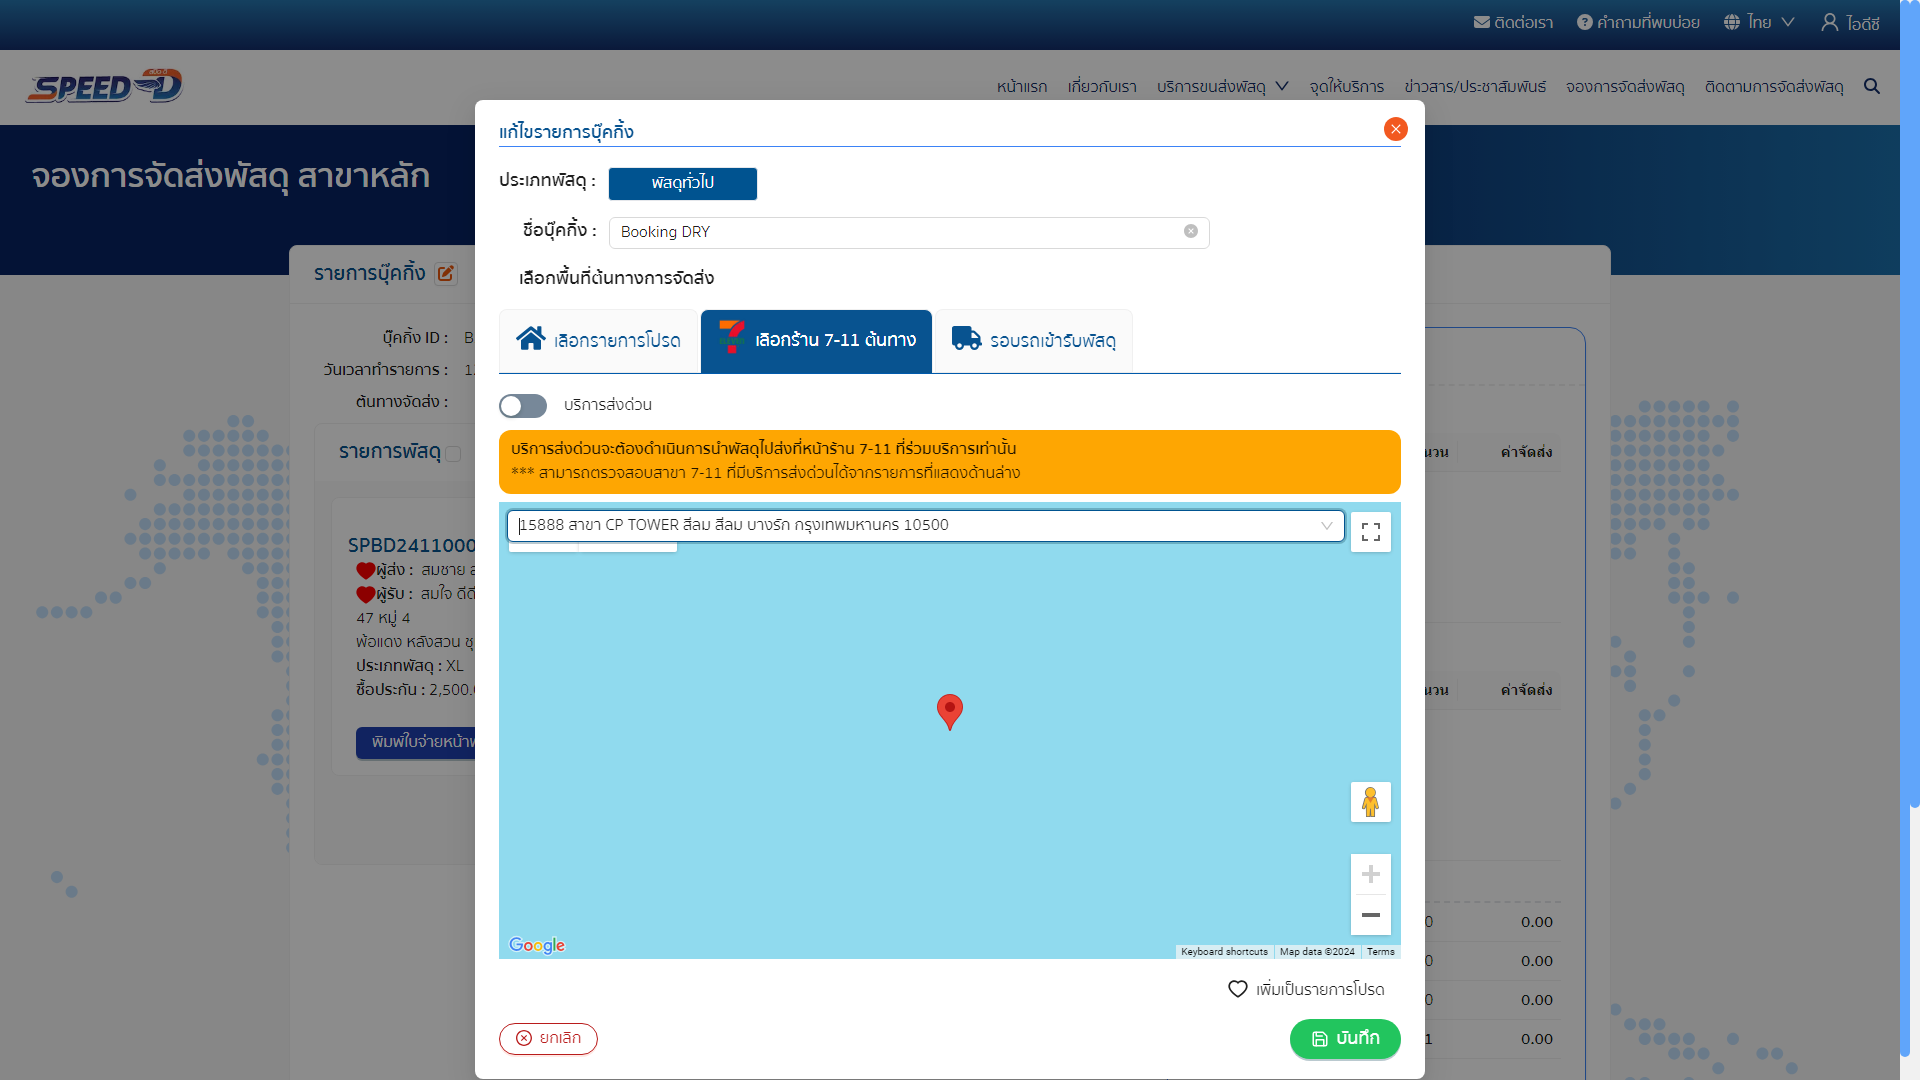 ติดต่อเรา
คำถามที่พบบ่อย
ไทย
ไอดีซี
SPEED D
หน้าแรก
เกี่ยวกับเรา
บริการขนส่งพัสดุ
จุดให้บริการ
ข่าวสาร/ประชาสัมพันธ์
จองการจัดส่งพัสดุ
ติดตามการจัดส่งพัสดุ
จองการจัดส่งพัสดุ สาขาหลัก
รายการบุ๊คกิ้ง
บุ๊คกิ้ง ID : B
วันเวลาทำรายการ : 1
ต้นทางจัดส่ง :
รายการพัสดุ
SPBD2411000
ผู้ส่ง : สมชาย
ผู้รับ : สมใจ ดีดี
47 หมู่ 4
พ้อแดง หลังสวน ชุ
ประเภทพัสดุ : XL
ซื้อประกัน : 2,500.
พิมพ์ใบจ่ายหน้าพ
แก้ไขรายการบุ๊คกิ้ง
ประเภทพัสดุ :
พัสดุทั่วไป
ชื่อบุ๊คกิ้ง :
Booking DRY
เลือกพื้นที่ต้นทางการจัดส่ง
เลือกรายการโปรด
เลือกร้าน 7-11 ต้นทาง
รอบรถเข้ารับพัสดุ
บริการส่งด่วน
บริการส่งด่วนจะต้องดำเนินการนำพัสดุไปส่งที่หน้าร้าน 7-11 ที่ร่วมบริการเท่านั้น
*** สามารถตรวจสอบสาขา 7-11 ที่มีบริการส่งด่วนได้จากรายการที่แสดงด้านล่าง
15888 สาขา CP TOWER สีลม สีลม บางรัก กรุงเทพมหานคร 10500
Google
Keyboard shortcuts
Map data ©2024
Terms
เพิ่มเป็นรายการโปรด
ยกเลิก
บันทึก
นวน
ค่าจัดส่ง
นวน
ค่าจัดส่ง
0 0.00
0 0.00
0 0.00
1 0.00